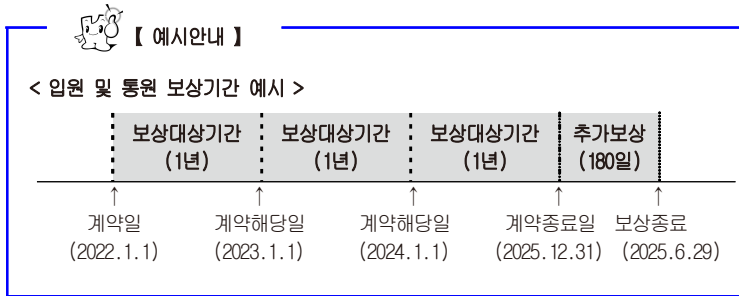 【 예시안내 】
< 입원 및 통원 보상기간 예시 >
보상대상기간 보상대상기간 보상대상기간 추가보상
(1년) (1년) (1년) (180일)
↑ ↑ ↑ ↑ ↑
계약일 계약해당일 계약해당일 계약종료일 보상종료
(2022.1.1) (2023.1.1) (2024.1.1) (2025.12.31) (2025.6.29)